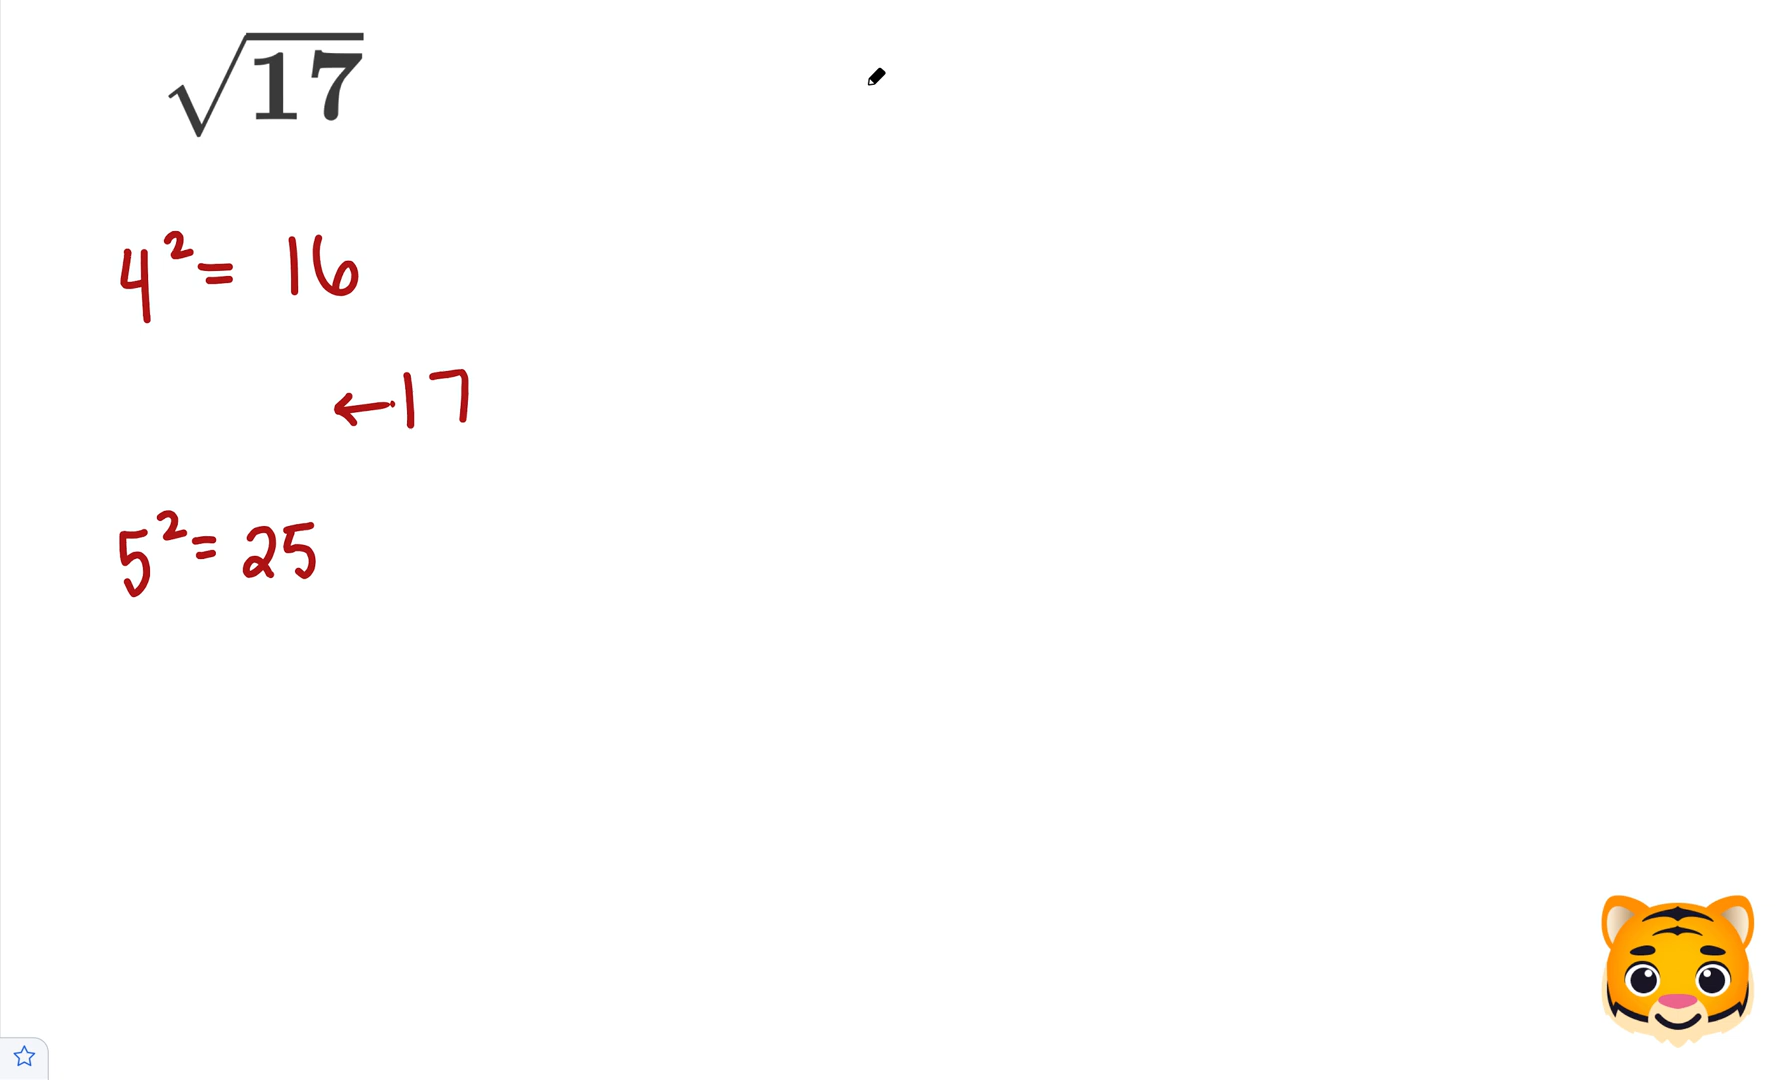 √17
4² = 16
←17
5² = 25